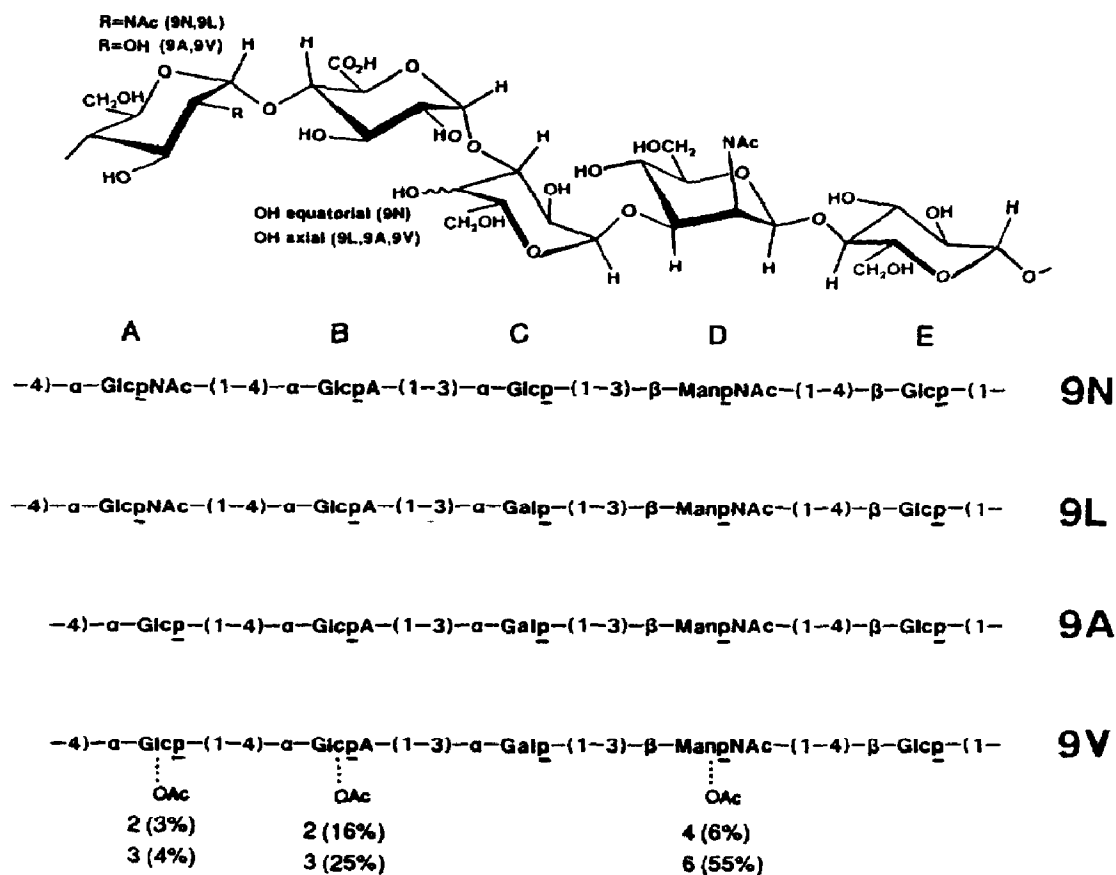 R=NAc (9N,9L)
R=OH (9A,9V)
H
H
O
CH₂OH
R
O
HO
CO₂H
O
H
HO
HO
O
H
HO
OH
OH equatorial (9N)
OH axial (9L,9A,9V)
CH₂OH
O
H
HOCH₂
NAc
HO
O
O
H
H
O
HO
OH
H
H
CH₂OH
O
O
A B C D E
–4)–α–GlcpNAc–(1–4)–α–GlcpA–(1–3)–α–Glcp–(1–3)–β–ManpNAc–(1–4)–β–Glcp–(1– 9N
–4)–α–GlcpNAc–(1–4)–α–GlcpA–(1–3)–α–Galp–(1–3)–β–ManpNAc–(1–4)–β–Glcp–(1– 9L
–4)–α–Glcp–(1–4)–α–GlcpA–(1–3)–α–Galp–(1–3)–β–ManpNAc–(1–4)–β–Glcp–(1– 9A
–4)–α–Glcp–(1–4)–α–GlcpA–(1–3)–α–Galp–(1–3)–β–ManpNAc–(1–4)–β–Glcp–(1– 9V
OAc OAc OAc
2 (3%) 2 (16%) 4 (6%)
3 (4%) 3 (25%) 6 (55%)